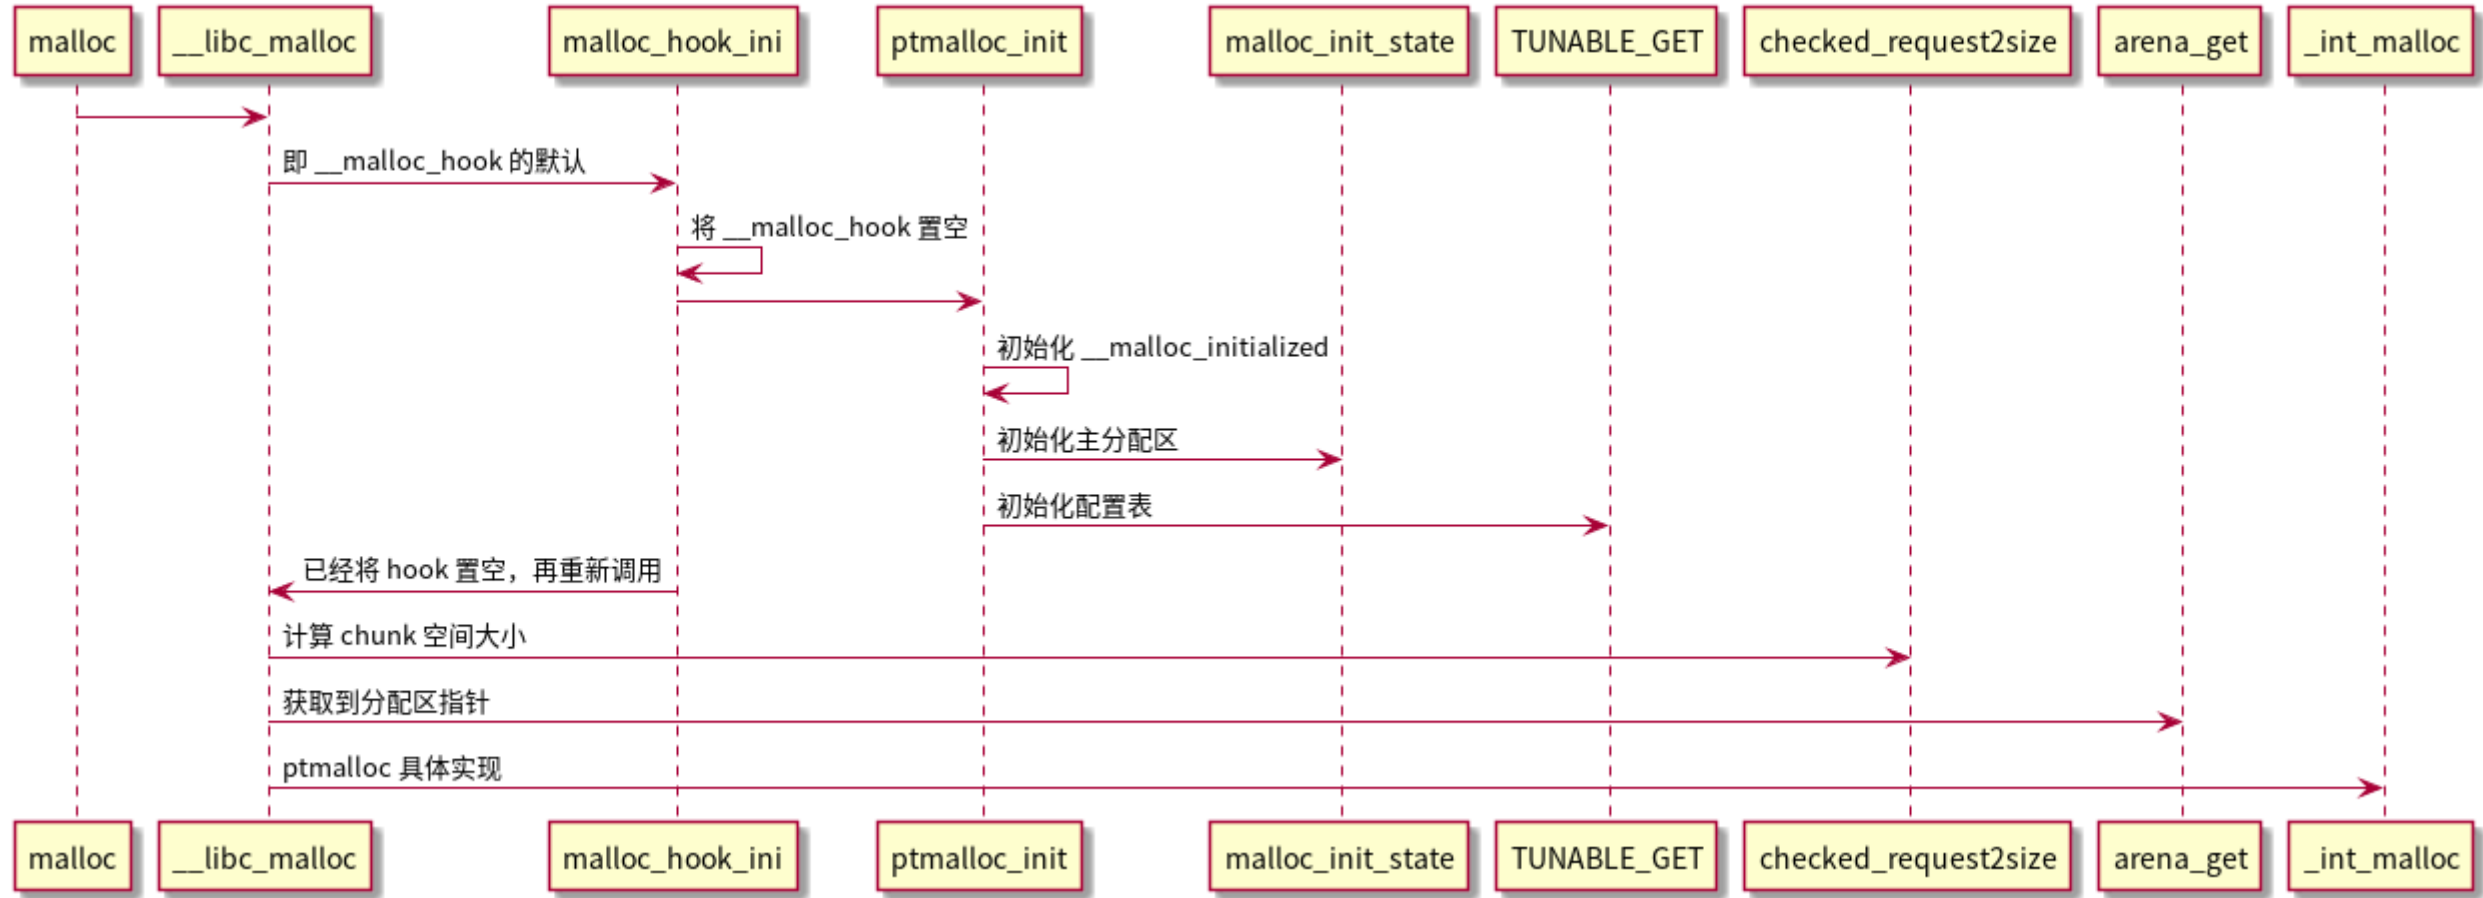 malloc __libc_malloc malloc_hook_ini ptmalloc_init malloc_init_state TUNABLE_GET checked_request2size arena_get _int_malloc
即 __malloc_hook 的默认
将 __malloc_hook 置空
初始化 __malloc_initialized
初始化主分配区
初始化配置表
已经将 hook 置空，再重新调用
计算 chunk 空间大小
获取到分配区指针
ptmalloc 具体实现
malloc __libc_malloc malloc_hook_ini ptmalloc_init malloc_init_state TUNABLE_GET checked_request2size arena_get _int_malloc